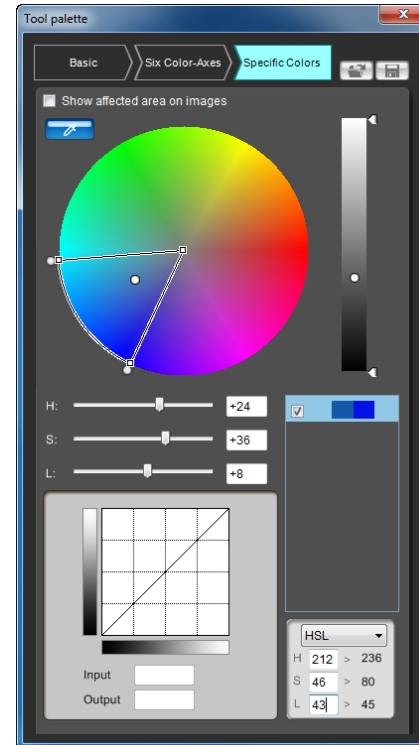 Tool palette
Basic Six Color-Axes Specific Colors
Show affected area on images
H: +24
S: +36
L: +8
HSL
H 212 > 236
S 46 > 80
L 43 > 45
Input
Output